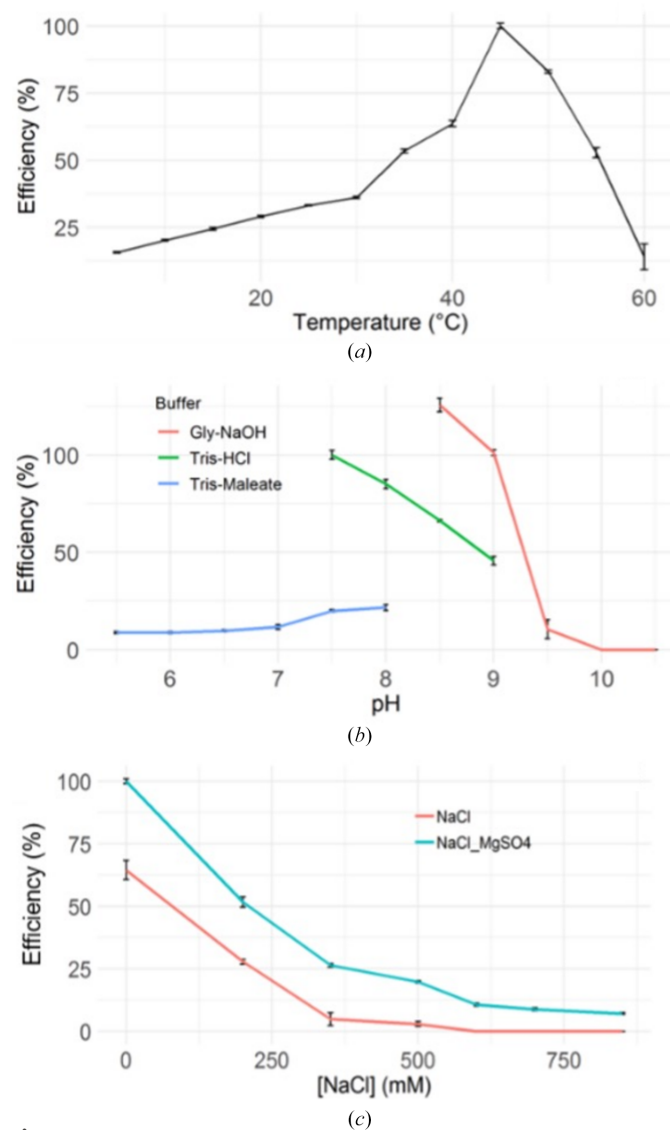 100
75
50
25
Efficiency (%)
20 40 60
Temperature (°C)
(a)
Buffer
Gly-NaOH
Tris-HCl
Tris-Maleate
100
50
0
Efficiency (%)
6 7 8 9 10
pH
(b)
100
75
50
25
0
Efficiency (%)
NaCl
NaCl_MgSO4
0 250 500 750
[NaCl] (mM)
(c)